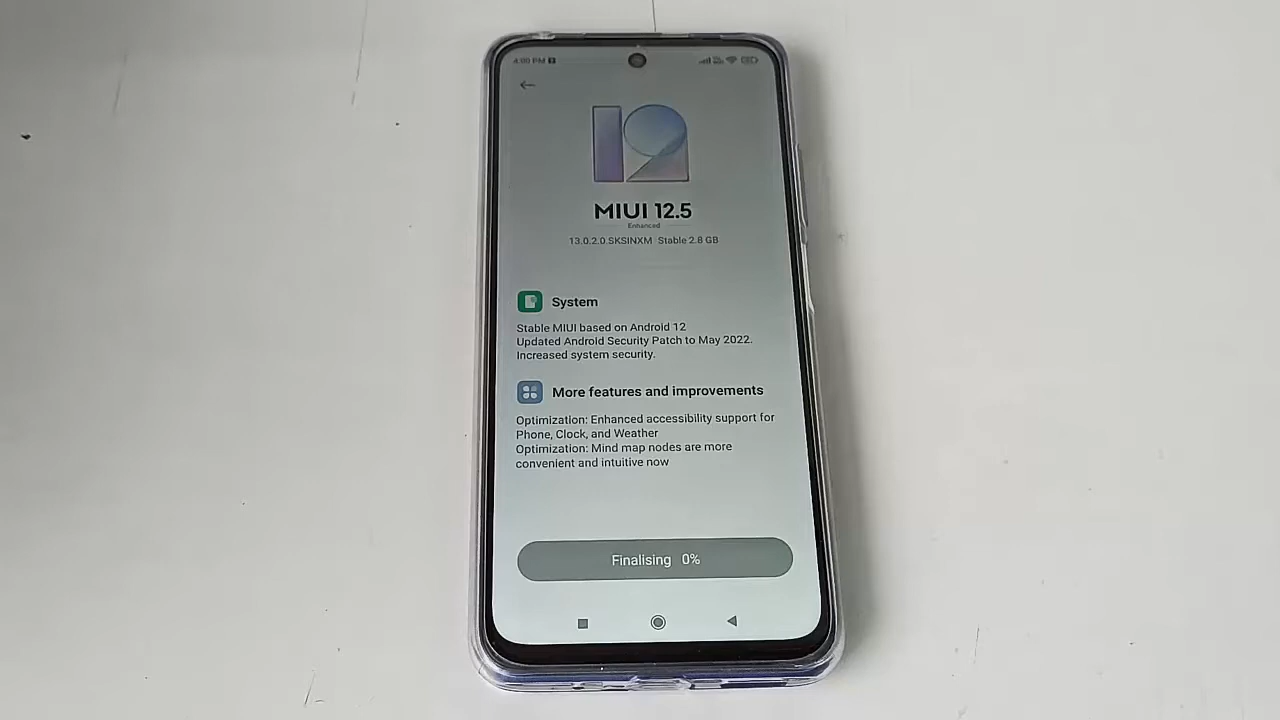 4:00 PM
12
MIUI 12.5
Enhanced
13.0.2.0.SKSINXM Stable 2.8 GB
System
Stable MIUI based on Android 12
Updated Android Security Patch to May 2022.
Increased system security.
More features and improvements
Optimization: Enhanced accessibility support for
Phone, Clock, and Weather
Optimization: Mind map nodes are more
convenient and intuitive now
Finalising 0%